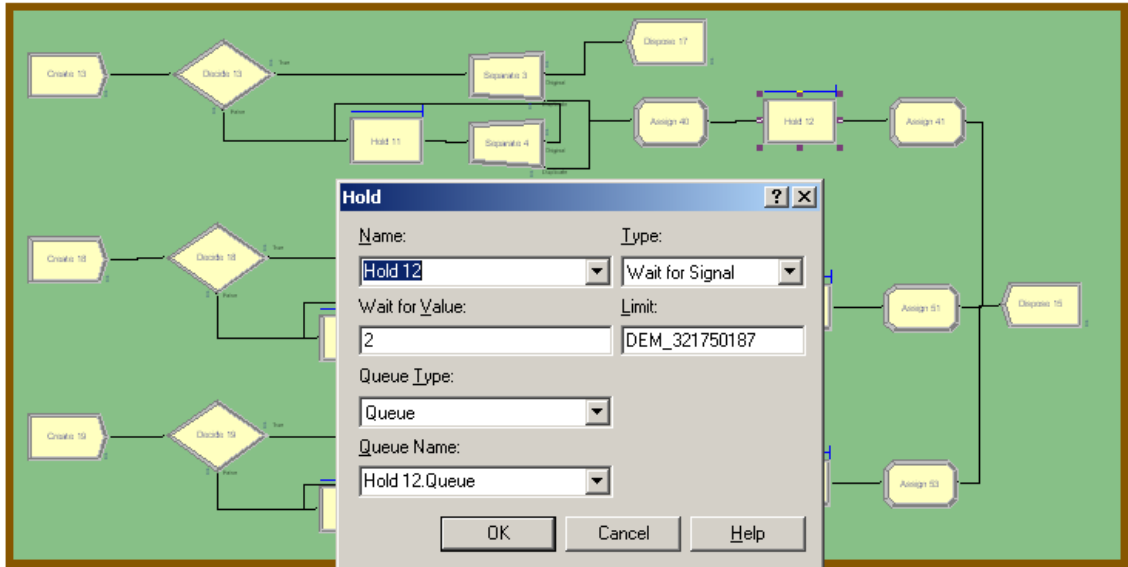 Dispose 17
Create 13
Decide 13
True
Separate 3
Original
Duplicate
False
Hold 11
Separate 4
Original
Duplicate
Assign 40
Hold 12
Assign 41
Hold
Name:
Type:
Hold 12
Wait for Signal
Wait for Value:
Limit:
2
DEM_321750187
Queue Type:
Queue
Queue Name:
Hold 12.Queue
OK
Cancel
Help
Create 18
Decide 18
True
False
Assign 51
Dispose 15
Create 19
Decide 19
True
False
Assign 53